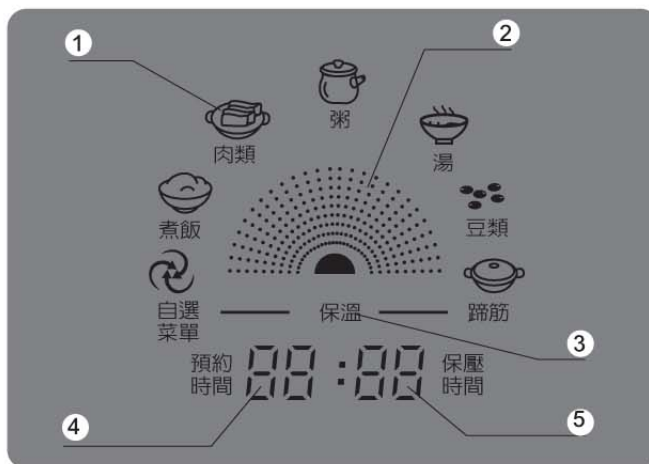 ①
②
粥
肉類
湯
煮飯
豆類
自選
菜單
保溫
蹄筋
③
預約
時間
88:88
保壓
時間
④
⑤